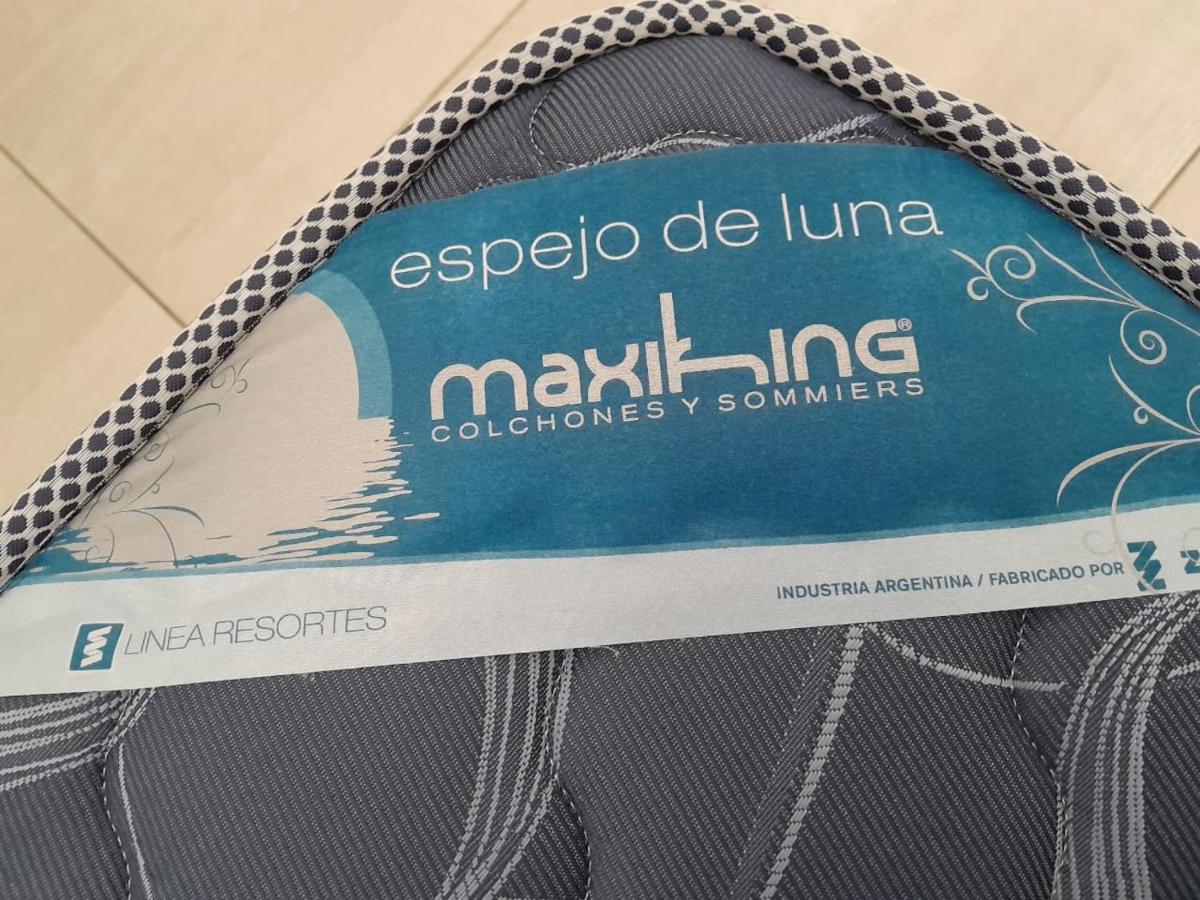 espejo de luna
maxiking®
COLCHONES Y SOMMIERS
INDUSTRIA ARGENTINA / FABRICADO POR
LINEA RESORTES